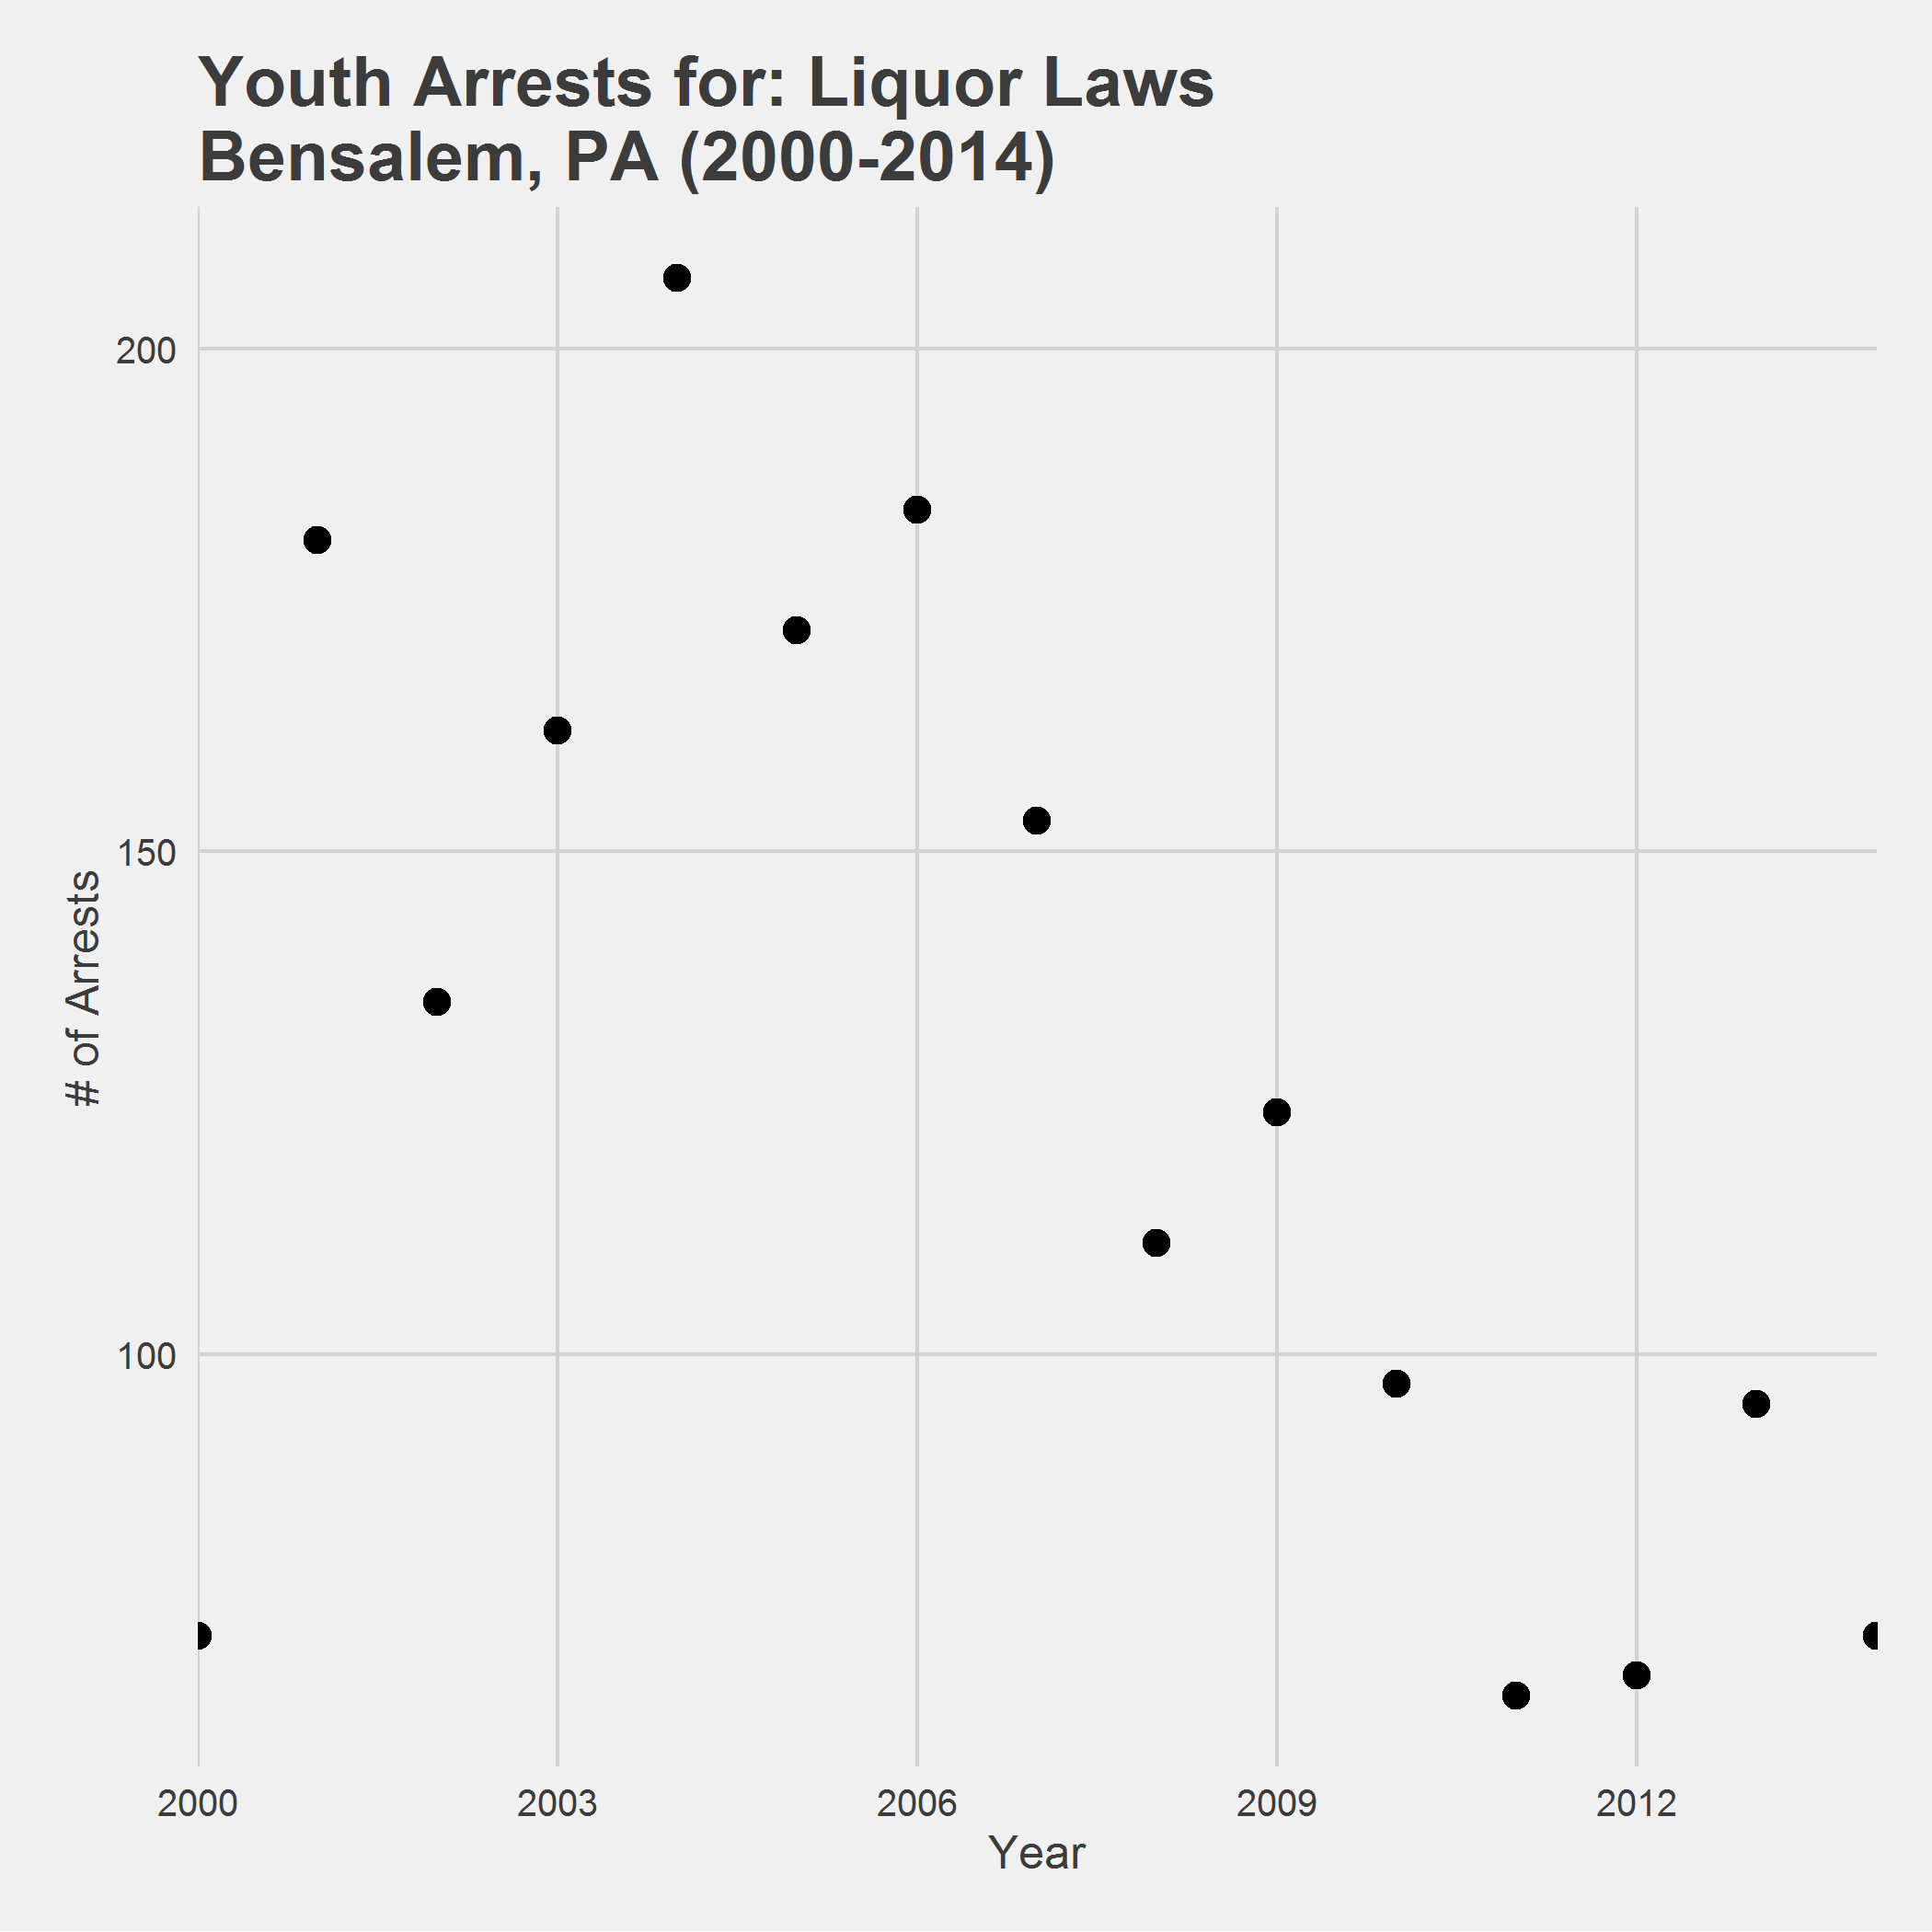 Youth Arrests for: Liquor Laws
Bensalem, PA (2000-2014)
200
150
100
# of Arrests
2000 2003 2006 2009 2012
Year